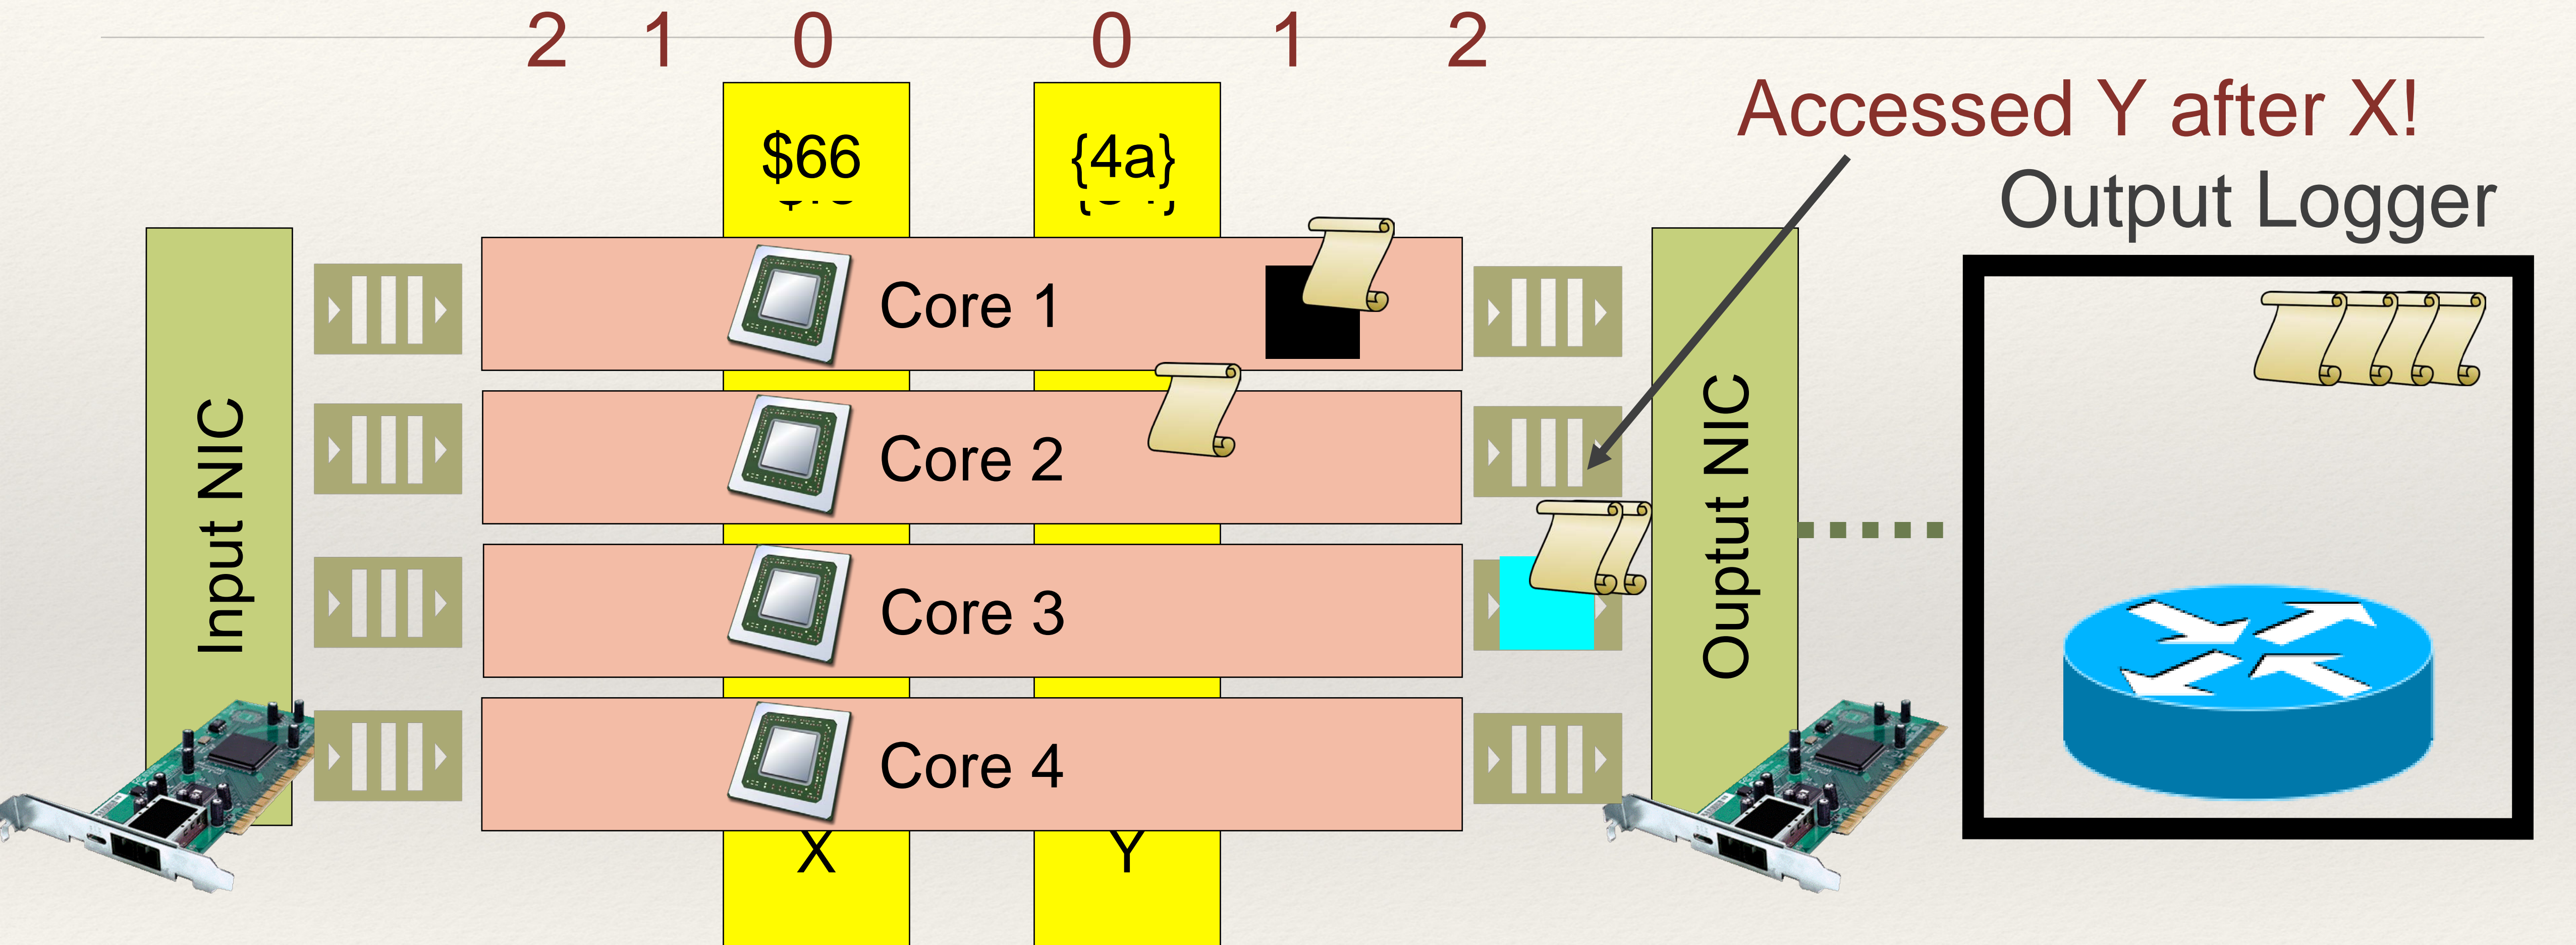 2 1 0 0 1 2
Accessed Y after X!
$66
{4a}
Output Logger
Core 1
Core 2
Core 3
Core 4
Input NIC
Ouptut NIC
X
Y